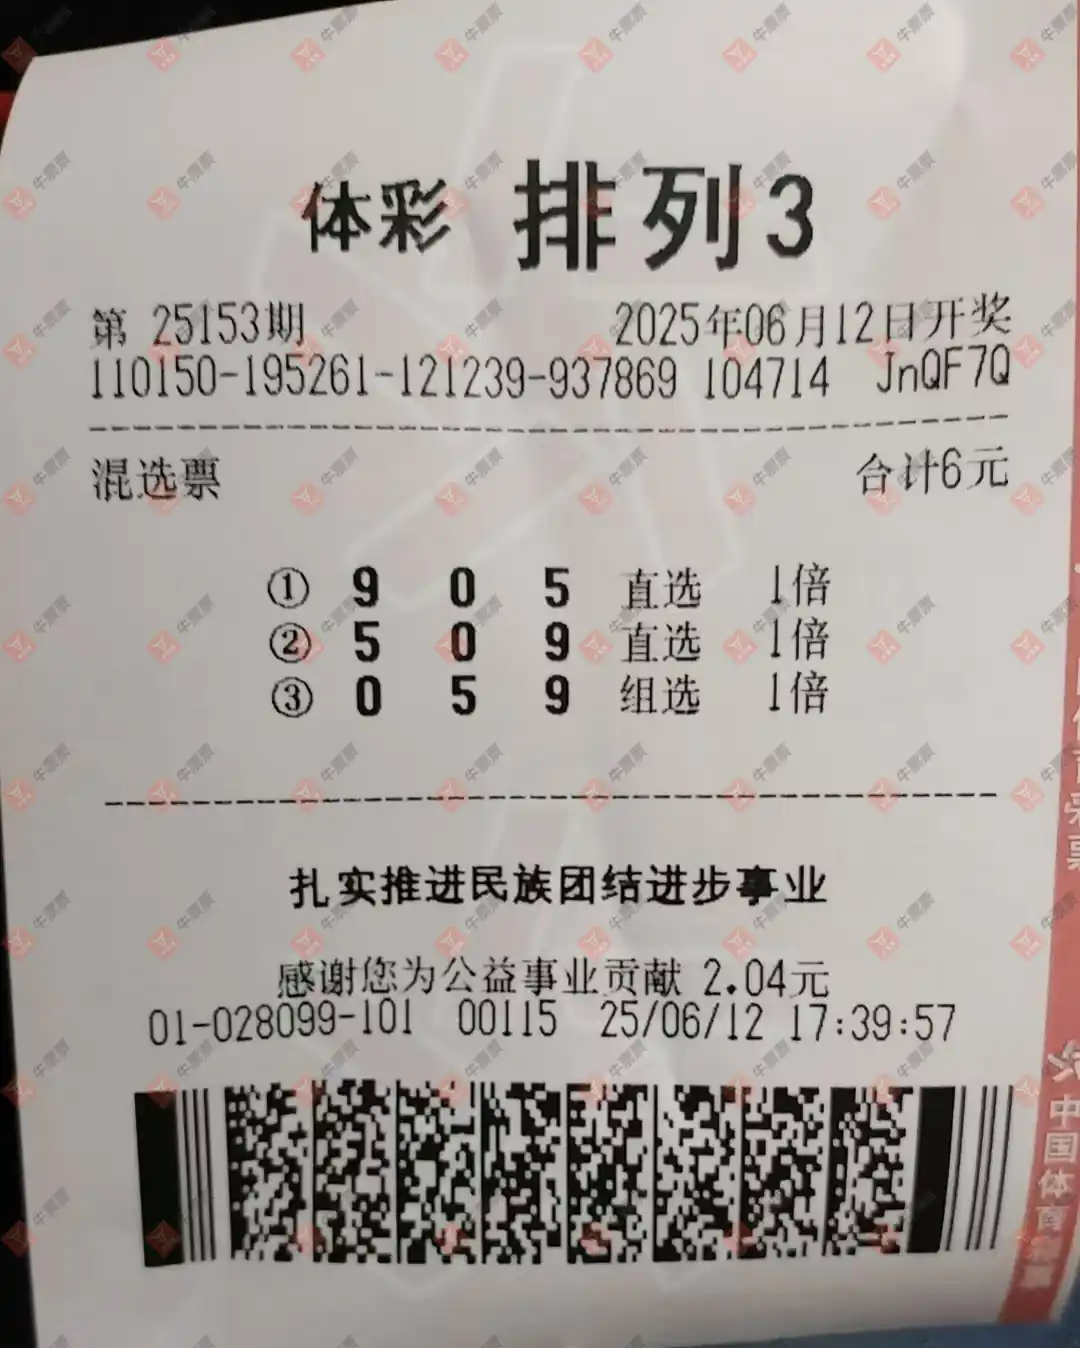 体彩 排列3
第 25153期 2025年06月12日开奖
110150-195261-121239-937869 104714 JnQF7Q
混选票 合计6元
① 9 0 5 直选 1倍
② 5 0 9 直选 1倍
③ 0 5 9 组选 1倍
扎实推进民族团结进步事业
感谢您为公益事业贡献 2.04元
01-028099-101 00115 25/06/12 17:39:57
中国体育彩票
牛票票